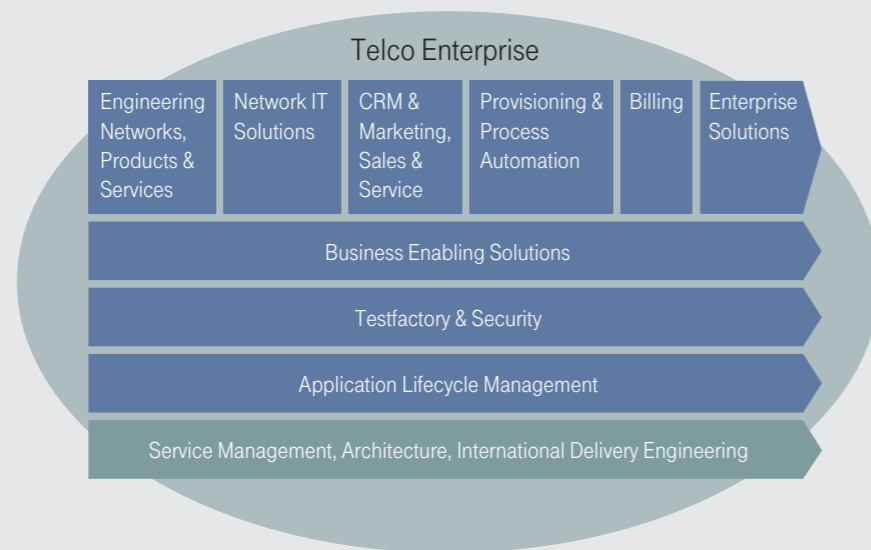 Telco Enterprise
Engineering
Networks,
Products &
Services
Network IT
Solutions
CRM &
Marketing,
Sales &
Service
Provisioning &
Process
Automation
Billing
Enterprise
Solutions
Business Enabling Solutions
Testfactory & Security
Application Lifecycle Management
Service Management, Architecture, International Delivery Engineering